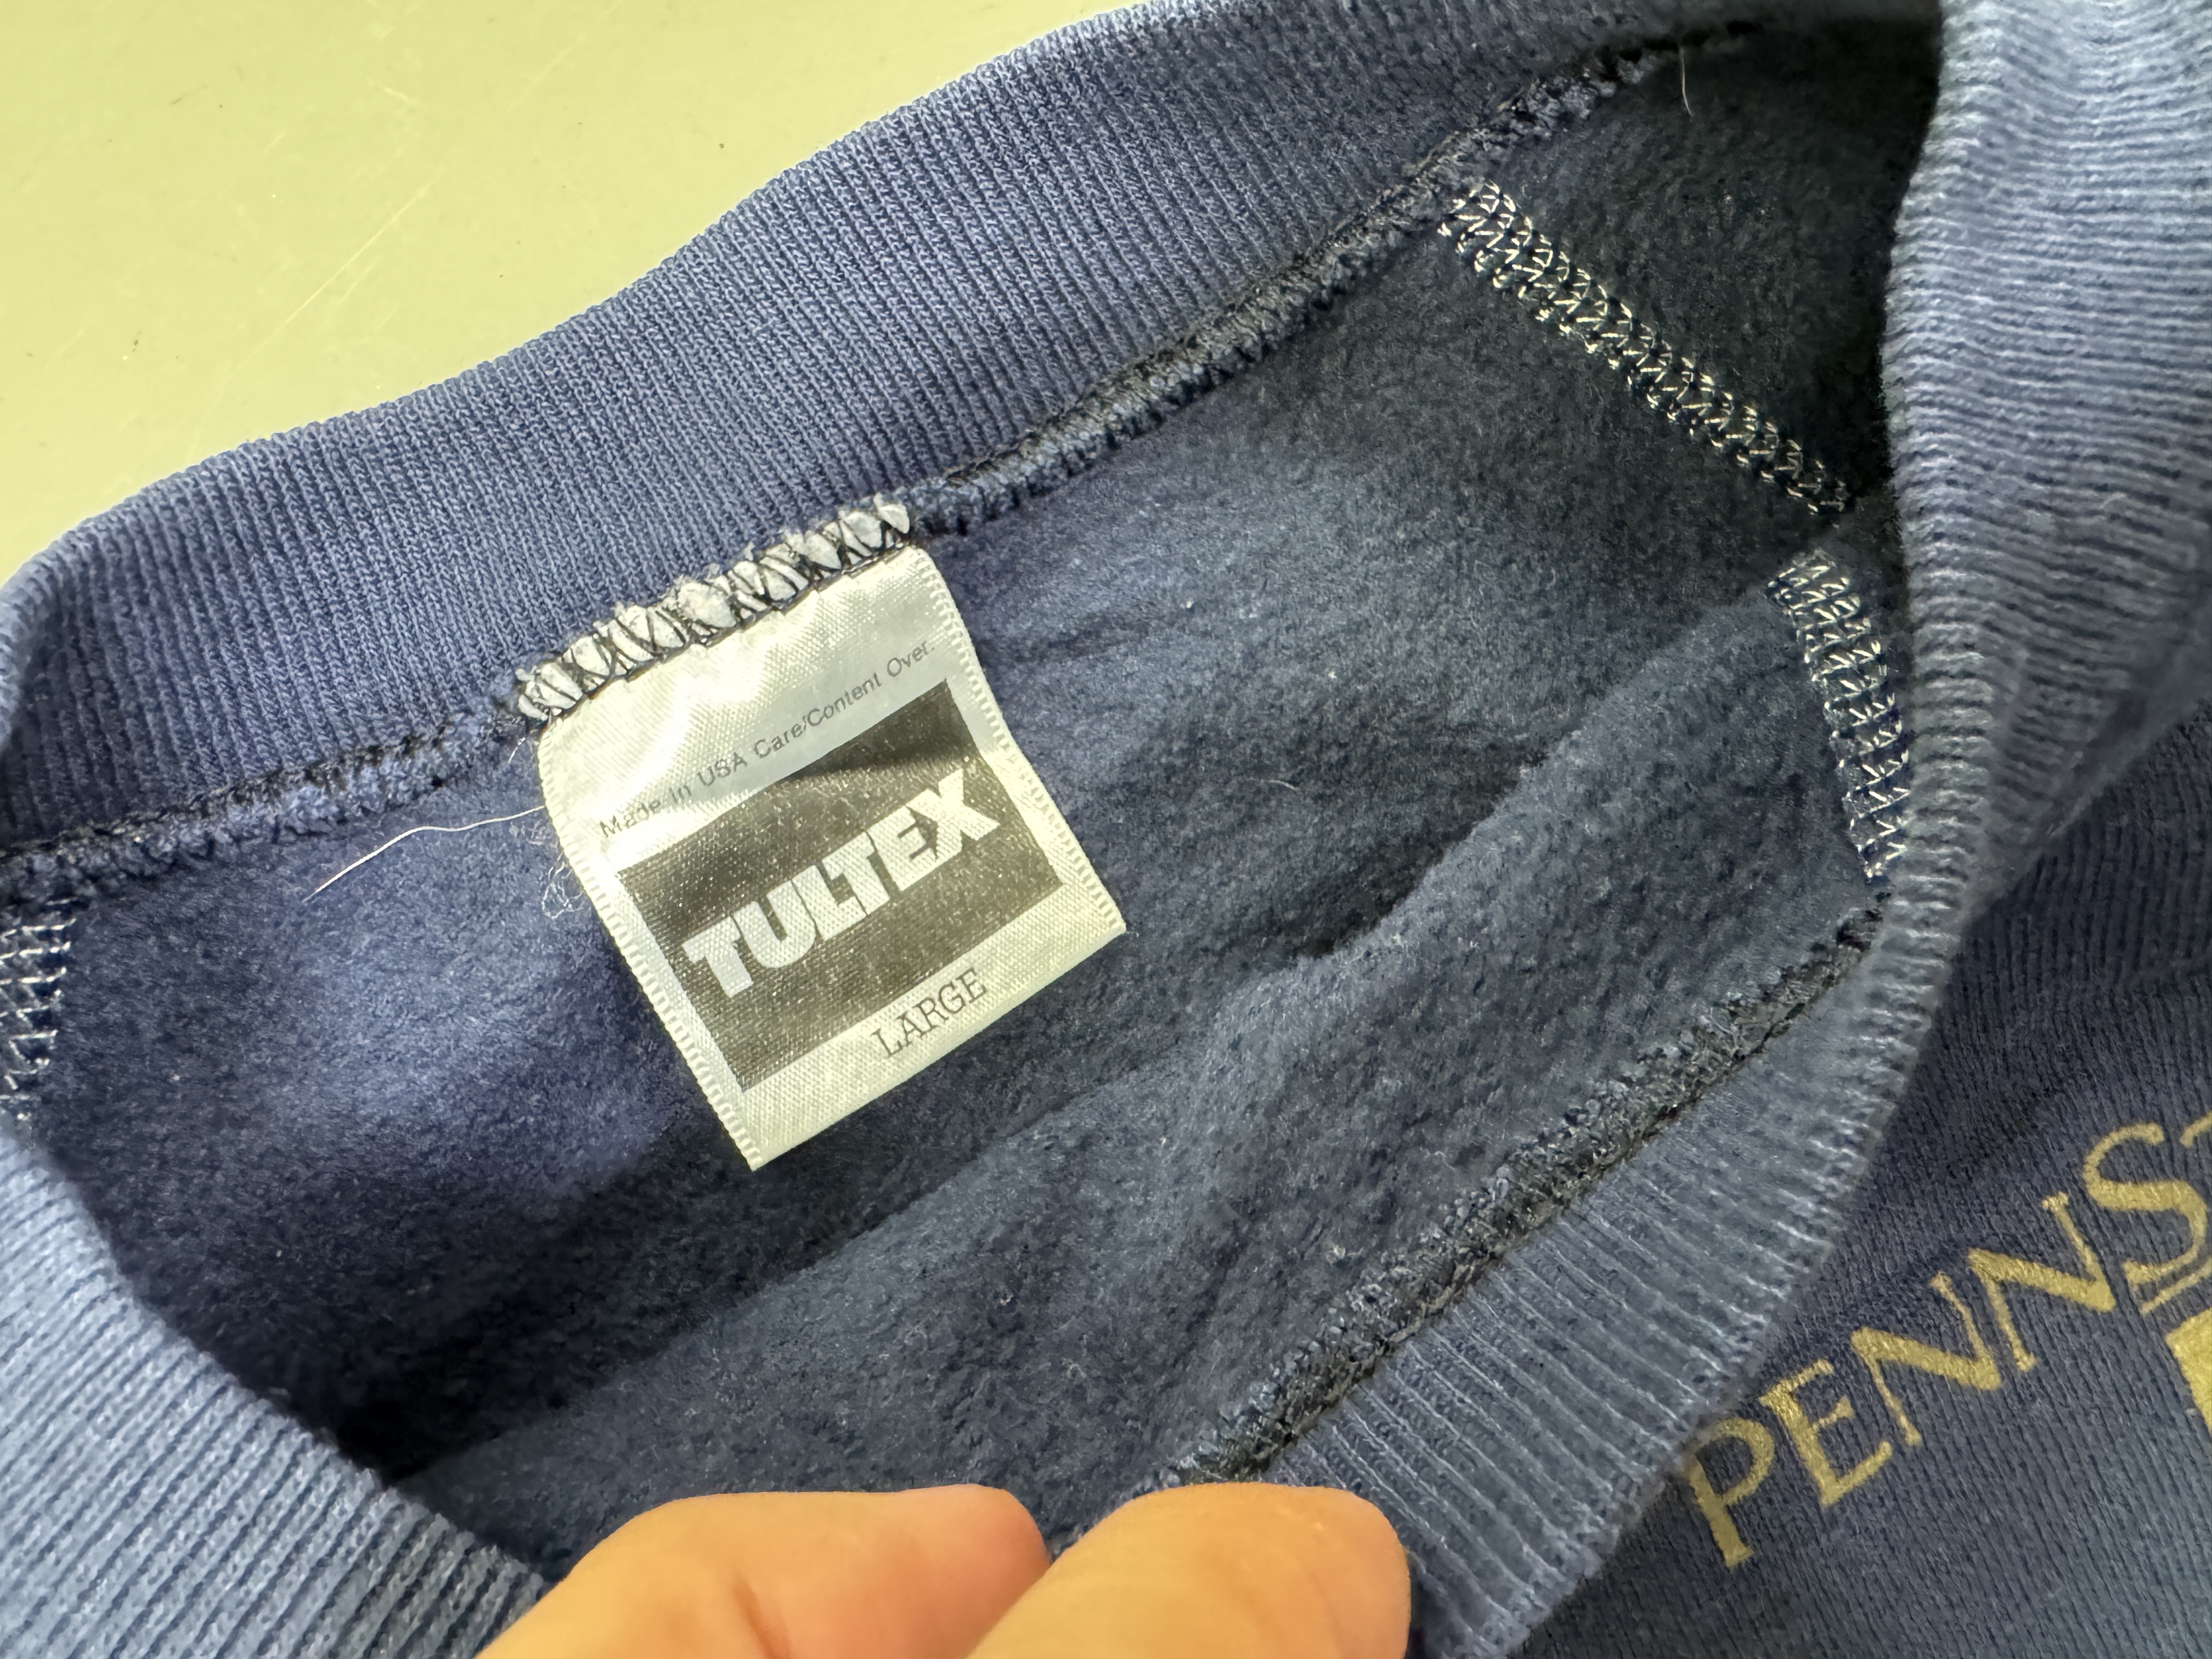 Made In USA Care/Content Over.
TULTEX
LARGE
PENNS